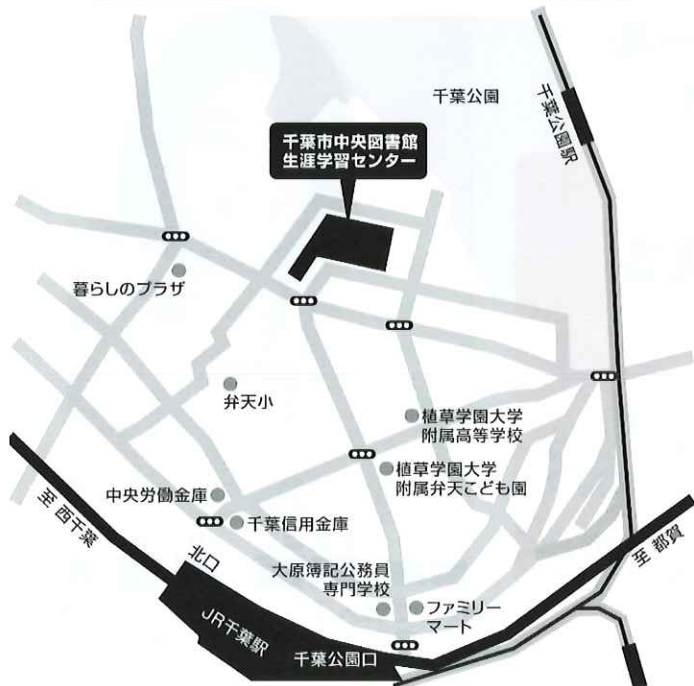 千葉公園
千葉公園駅
千葉市中央図書館
生涯学習センター
暮らしのプラザ
弁天小
植草学園大学
附属高等学校
植草学園大学
附属弁天こども園
中央労働金庫
千葉信用金庫
至 西千葉
北口
大原簿記公務員
専門学校
ファミリー
マート
至 都賀
JR千葉駅
千葉公園口